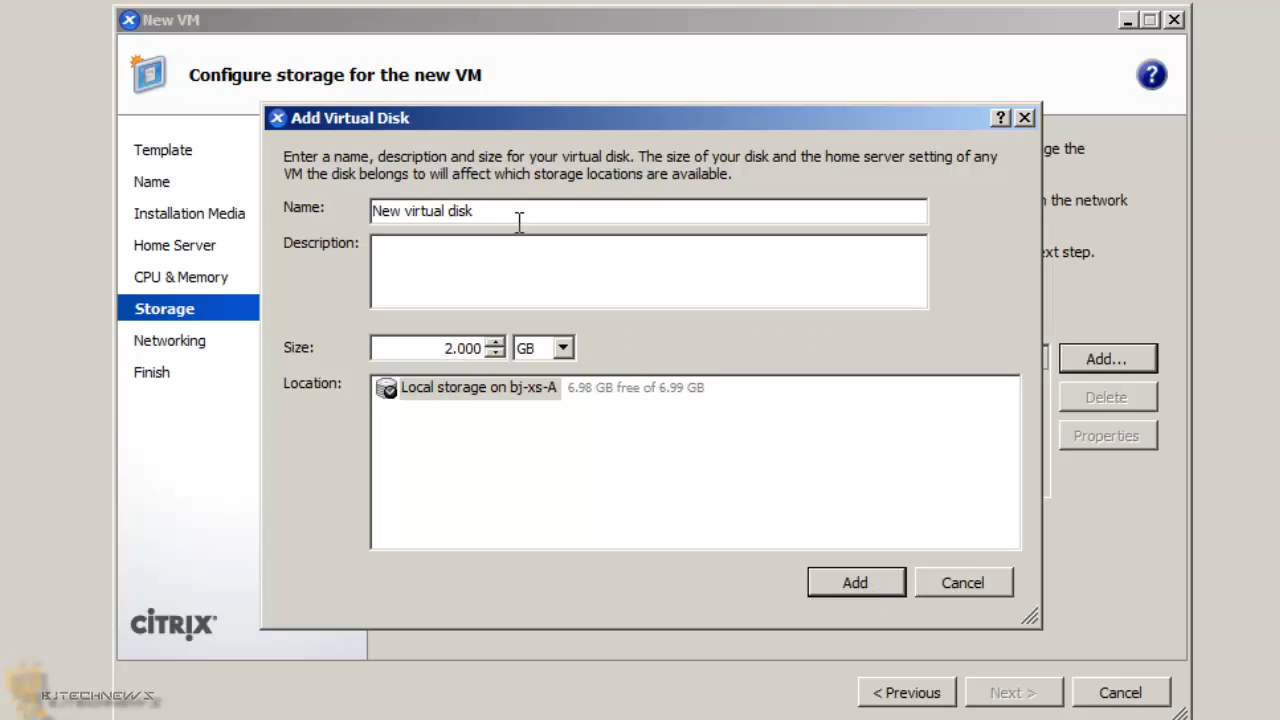 New VM
Configure storage for the new VM
?
Template
Name
Installation Media
Home Server
CPU & Memory
Storage
Networking
Finish
CITRIX
ge the
n the network
ext step.
Add...
Delete
Properties
Add Virtual Disk
?
Enter a name, description and size for your virtual disk. The size of your disk and the home server setting of any
VM the disk belongs to will affect which storage locations are available.
Name: New virtual disk
Description:
Size: 2.000 GB
Location: Local storage on bj-xs-A 6.98 GB free of 6.99 GB
Add Cancel
< Previous Next > Cancel
BJTECHNEWS